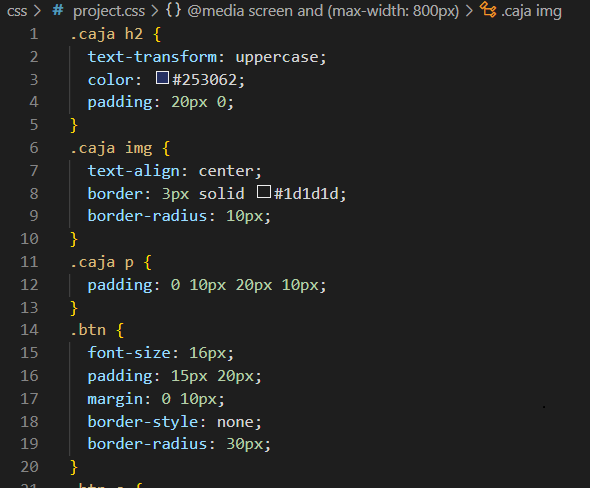 css > # project.css > {} @media screen and (max-width: 800px) > .caja img
1 .caja h2 {
2 text-transform: uppercase;
3 color: #253062;
4 padding: 20px 0;
5 }
6 .caja img {
7 text-align: center;
8 border: 3px solid #1d1d1d;
9 border-radius: 10px;
10 }
11 .caja p {
12 padding: 0 10px 20px 10px;
13 }
14 .btn {
15 font-size: 16px;
16 padding: 15px 20px;
17 margin: 0 10px;
18 border-style: none;
19 border-radius: 30px;
20 }